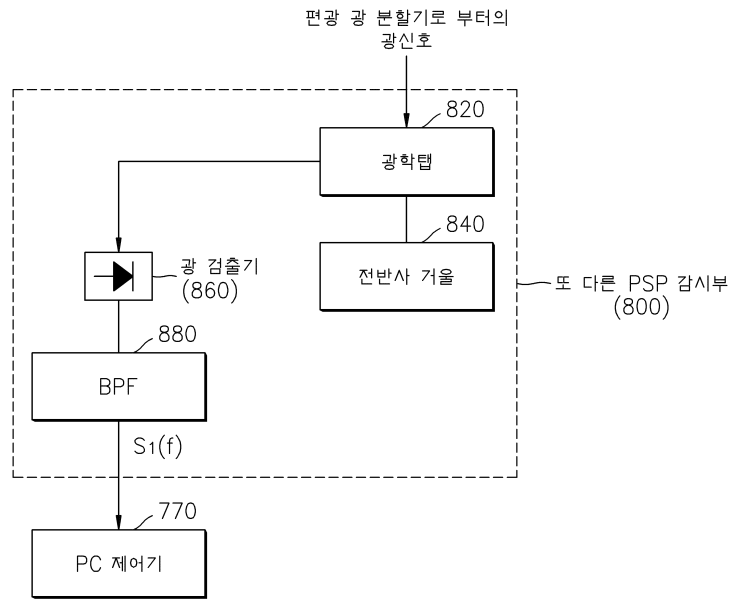 편광 광 분할기로 부터의
광신호
820
광학탭
840
전반사 거울
광 검출기
(860)
또 다른 PSP 감시부
(800)
880
BPF
S1(f)
770
PC 제어기